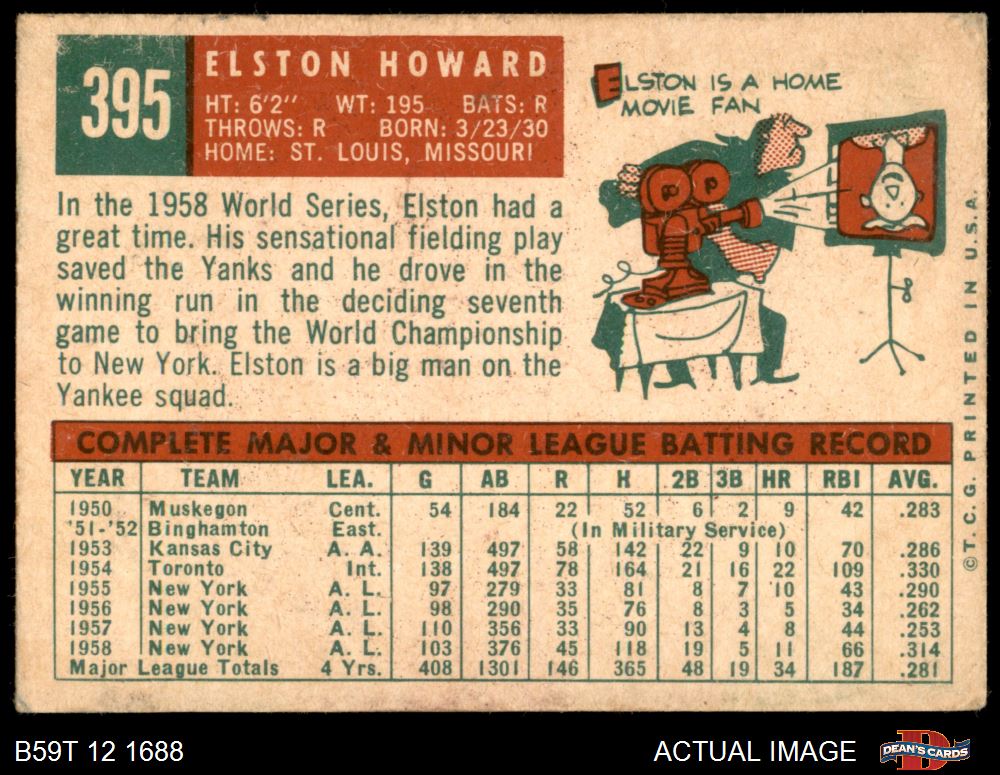 395
ELSTON HOWARD
HT: 6'2" WT: 195 BATS: R
THROWS: R BORN: 3/23/30
HOME: ST. LOUIS, MISSOURI
ELSTON IS A HOME
MOVIE FAN
In the 1958 World Series, Elston had a
great time. His sensational fielding play
saved the Yanks and he drove in the
winning run in the deciding seventh
game to bring the World Championship
to New York. Elston is a big man on the
Yankee squad.
COMPLETE MAJOR & MINOR LEAGUE BATTING RECORD
YEAR TEAM LEA. G AB R H 2B 3B HR RBI AVG.
1950 Muskegon Cent. 54 184 22 52 6 2 9 42 .283
'51-'52 Binghamton East. (In Military Service)
1953 Kansas City A. A. 139 497 58 142 22 9 10 70 .286
1954 Toronto Int. 138 497 78 164 21 16 22 109 .330
1955 New York A. L. 97 279 33 81 8 7 10 43 .290
1956 New York A. L. 98 290 35 76 8 3 5 34 .262
1957 New York A. L. 110 356 33 90 13 4 8 44 .253
1958 New York A. L. 103 376 45 118 19 5 11 66 .314
Major League Totals 4 Yrs. 408 1301 146 365 48 19 34 187 .281
© T. C. G. PRINTED IN U. S. A.
B59T 12 1688
ACTUAL IMAGE
D
DEAN'S CARDS